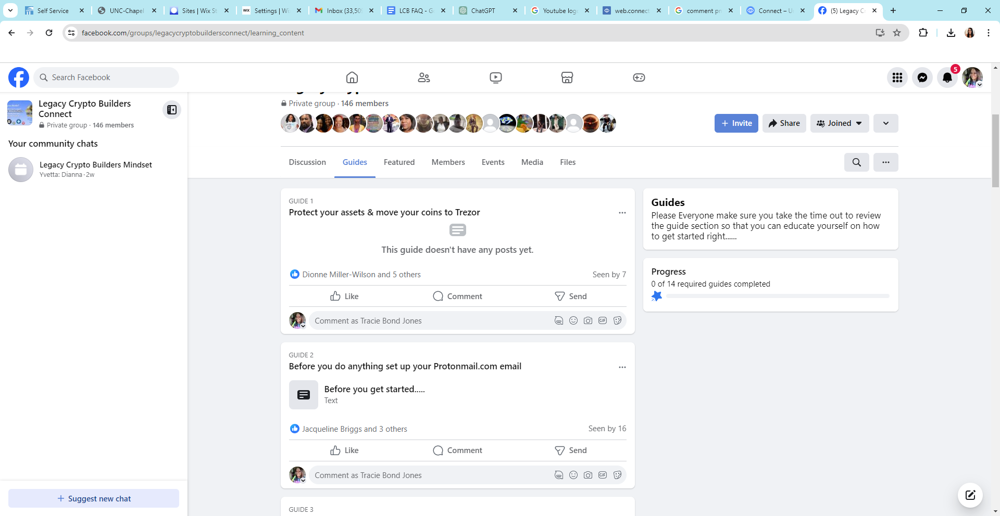 Self Service
UNC-Chapel
Sites | Wix St
Settings | Wi
Inbox (33,50
LCB FAQ - G
ChatGPT
Youtube log
web.connect
comment pr
Connect – U
(5) Legacy C
facebook.com/groups/legacycryptobuildersconnect/learning_content
Search Facebook
5
Legacy Crypto Builders
Connect
Private group · 146 members
Your community chats
Legacy Crypto Builders Mindset
Yvetta: Dianna · 2w
Suggest new chat
Private group · 146 members
Invite
Share
Joined
Discussion
Guides
Featured
Members
Events
Media
Files
GUIDE 1
Protect your assets & move your coins to Trezor
This guide doesn't have any posts yet.
Dionne Miller-Wilson and 5 others
Seen by 7
Like
Comment
Send
Comment as Tracie Bond Jones
GIF
GUIDE 2
Before you do anything set up your Protonmail.com email
Before you get started.....
Text
Jacqueline Briggs and 3 others
Seen by 16
Like
Comment
Send
Comment as Tracie Bond Jones
GIF
GUIDE 3
Guides
Please Everyone make sure you take the time out to review
the guide section so that you can educate yourself on how
to get started right......
Progress
0 of 14 required guides completed